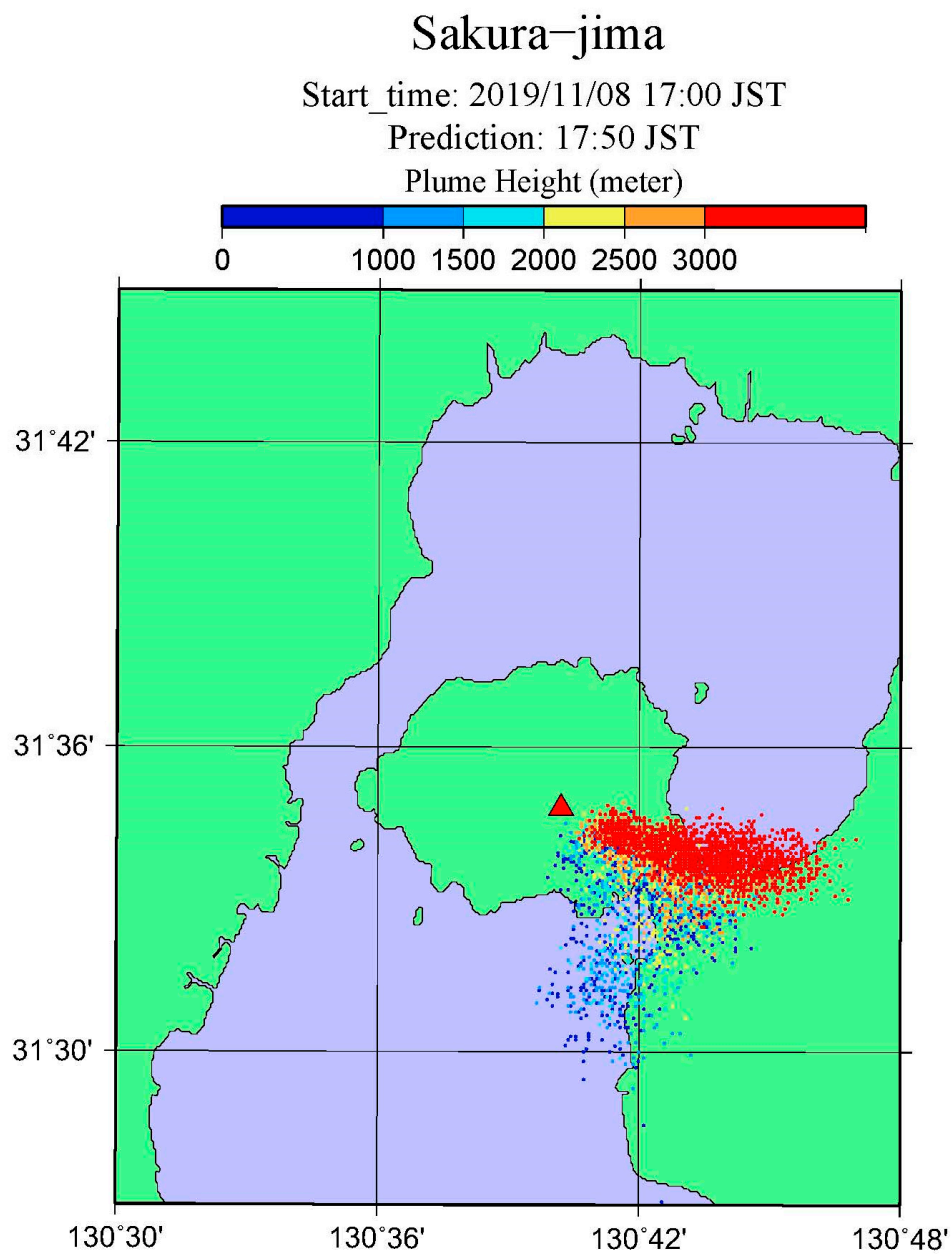 Sakura−jima
Start_time: 2019/11/08 17:00 JST
Prediction: 17:50 JST
Plume Height (meter)
0 1000 1500 2000 2500 3000
31˚42'
31˚36'
31˚30'
130˚30' 130˚36' 130˚42' 130˚48'